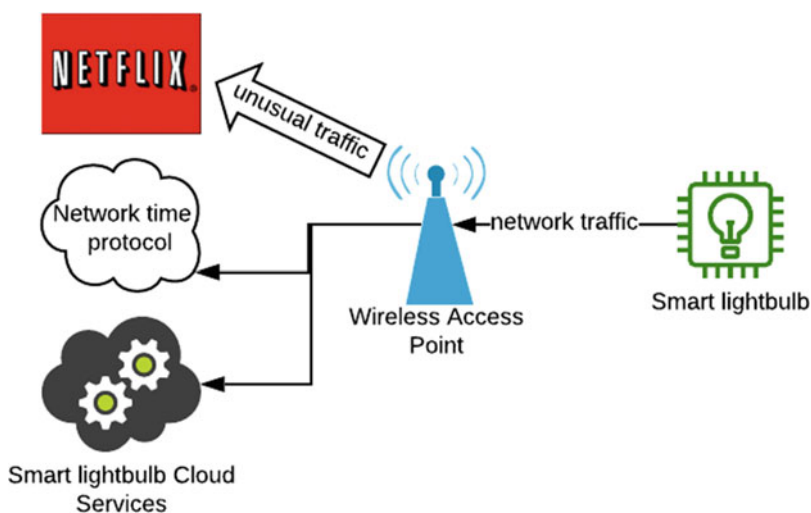 NETFLIX®
unusual traffic
Network time
protocol
network traffic
Smart lightbulb
Wireless Access
Point
Smart lightbulb Cloud
Services